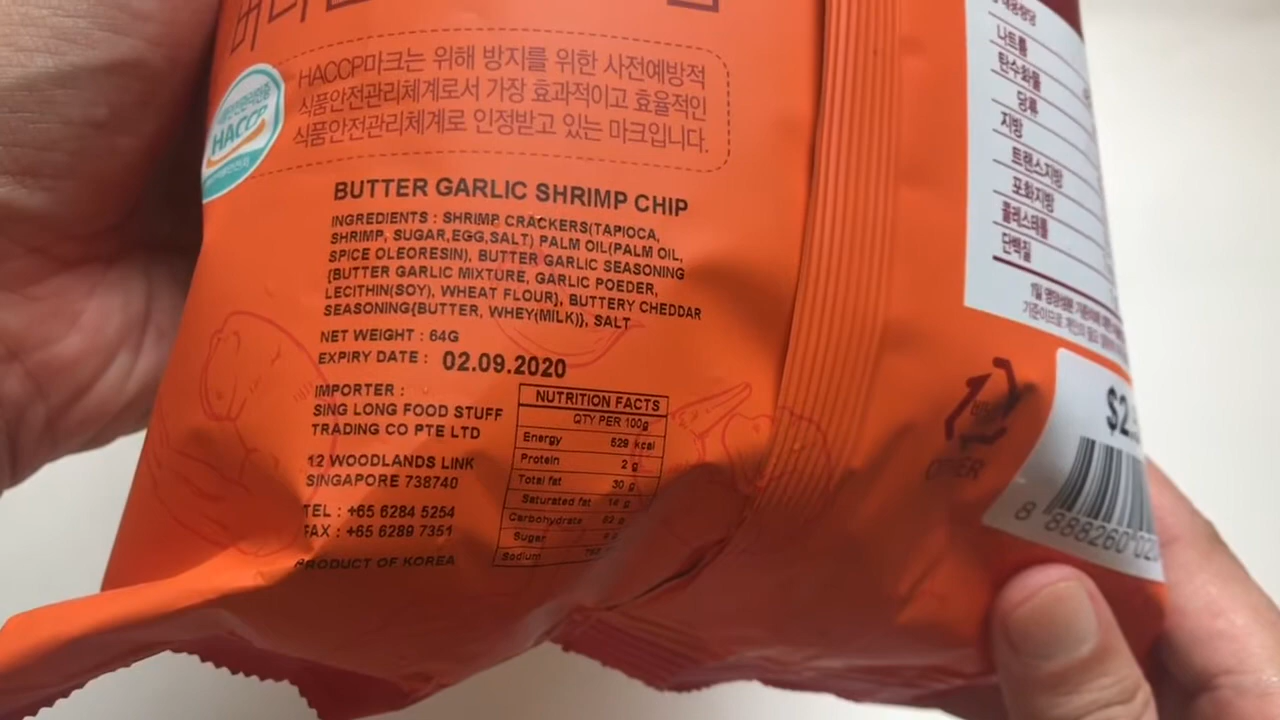 HACCP
HACCP마크는 위해 방지를 위한 사전예방적
식품안전관리체계로서 가장 효과적이고 효율적인
식품안전관리체계로 인정받고 있는 마크입니다.
BUTTER GARLIC SHRIMP CHIP
INGREDIENTS : SHRIMP CRACKERS(TAPIOCA,
SHRIMP, SUGAR,EGG,SALT) PALM OIL(PALM OIL,
SPICE OLEORESIN), BUTTER GARLIC SEASONING
{BUTTER GARLIC MIXTURE, GARLIC POEDER,
LECITHIN(SOY), WHEAT FLOUR}, BUTTERY CHEDDAR
SEASONING{BUTTER, WHEY(MILK)}, SALT
NET WEIGHT : 64G
EXPIRY DATE : 02.09.2020
IMPORTER :
SING LONG FOOD STUFF
TRADING CO PTE LTD
12 WOODLANDS LINK
SINGAPORE 738740
TEL : +65 6284 5254
FAX : +65 6289 7351
PRODUCT OF KOREA
NUTRITION FACTS
QTY PER 100g
Energy 529 kcal
Protein 2 g
Total fat 30 g
Saturated fat 14 g
Carbohydrate 62 g
Sugar
Sodium
나트륨
탄수화물
당류
지방
트랜스지방
포화지방
콜레스테롤
단백질
OTHER
$2.
8 888260